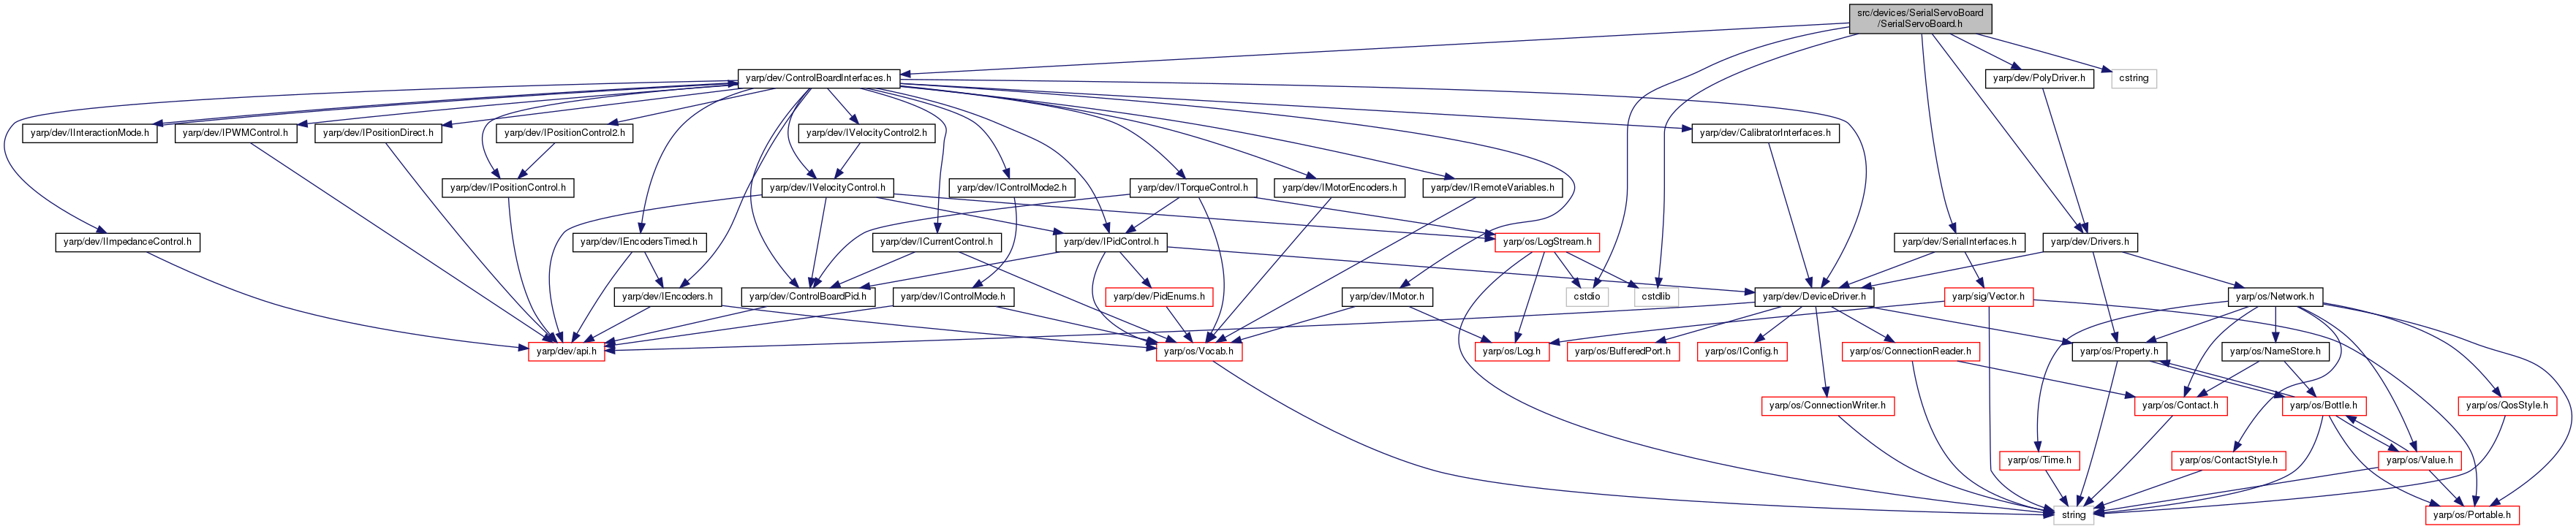 src/devices/SerialServoBoard
/SerialServoBoard.h
yarp/dev/ControlBoardInterfaces.h
yarp/dev/PolyDriver.h
cstring
yarp/dev/IInteractionMode.h
yarp/dev/IPWMControl.h
yarp/dev/IPositionDirect.h
yarp/dev/IPositionControl2.h
yarp/dev/IVelocityControl2.h
yarp/dev/CalibratorInterfaces.h
yarp/dev/IPositionControl.h
yarp/dev/IVelocityControl.h
yarp/dev/IControlMode2.h
yarp/dev/ITorqueControl.h
yarp/dev/IMotorEncoders.h
yarp/dev/IRemoteVariables.h
yarp/dev/IImpedanceControl.h
yarp/dev/IEncodersTimed.h
yarp/dev/ICurrentControl.h
yarp/dev/IPidControl.h
yarp/os/LogStream.h
yarp/dev/SerialInterfaces.h
yarp/dev/Drivers.h
yarp/dev/IEncoders.h
yarp/dev/ControlBoardPid.h
yarp/dev/IControlMode.h
yarp/dev/PidEnums.h
yarp/dev/IMotor.h
cstdio
cstdlib
yarp/dev/DeviceDriver.h
yarp/sig/Vector.h
yarp/os/Network.h
yarp/dev/api.h
yarp/os/Vocab.h
yarp/os/Log.h
yarp/os/BufferedPort.h
yarp/os/IConfig.h
yarp/os/ConnectionReader.h
yarp/os/Property.h
yarp/os/NameStore.h
yarp/os/ConnectionWriter.h
yarp/os/Contact.h
yarp/os/Bottle.h
yarp/os/QosStyle.h
yarp/os/Time.h
yarp/os/ContactStyle.h
yarp/os/Value.h
string
yarp/os/Portable.h